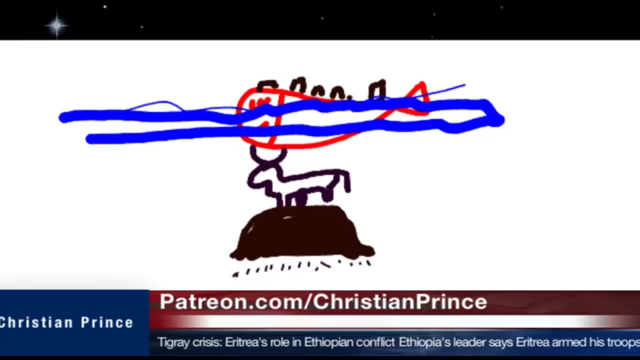 Patreon.com/ChristianPrince
Christian Prince
Tigray crisis: Eritrea's role in Ethiopian conflict Ethiopia's leader says Eritrea armed his troops